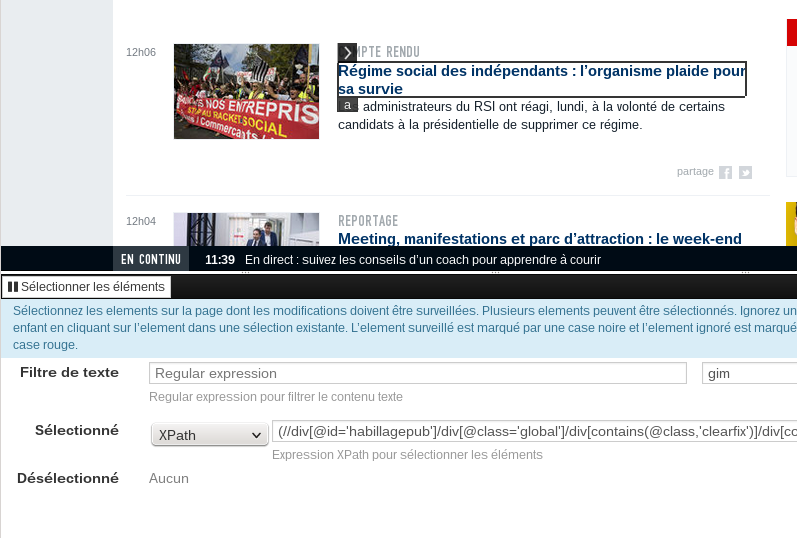 12h06
MPTE RENDU
Régime social des indépendants : l’organisme plaide pour
sa survie
a
administrateurs du RSI ont réagi, lundi, à la volonté de certains
candidats à la présidentielle de supprimer ce régime.
NOS ENTREPRIS
STOP AU RACKET SOCIAL
Commerçants
partage
12h04
REPORTAGE
Meeting, manifestations et parc d’attraction : le week-end
EN CONTINU
11:39 En direct : suivez les conseils d’un coach pour apprendre à courir
Sélectionner les éléments
Sélectionnez les elements sur la page dont les modifications doivent être surveillées. Plusieurs elements peuvent être sélectionnés. Ignorez un
enfant en cliquant sur l’element dans une sélection existante. L’element surveillé est marqué par une case noire et l’element ignoré est marqué
case rouge.
Filtre de texte
Regular expression
gim
Regular expression pour filtrer le contenu texte
Sélectionné
XPath
(//div[@id='habillagepub']/div[@class='global']/div[contains(@class,'clearfix')]/div[co
Expression XPath pour sélectionner les éléments
Désélectionné
Aucun